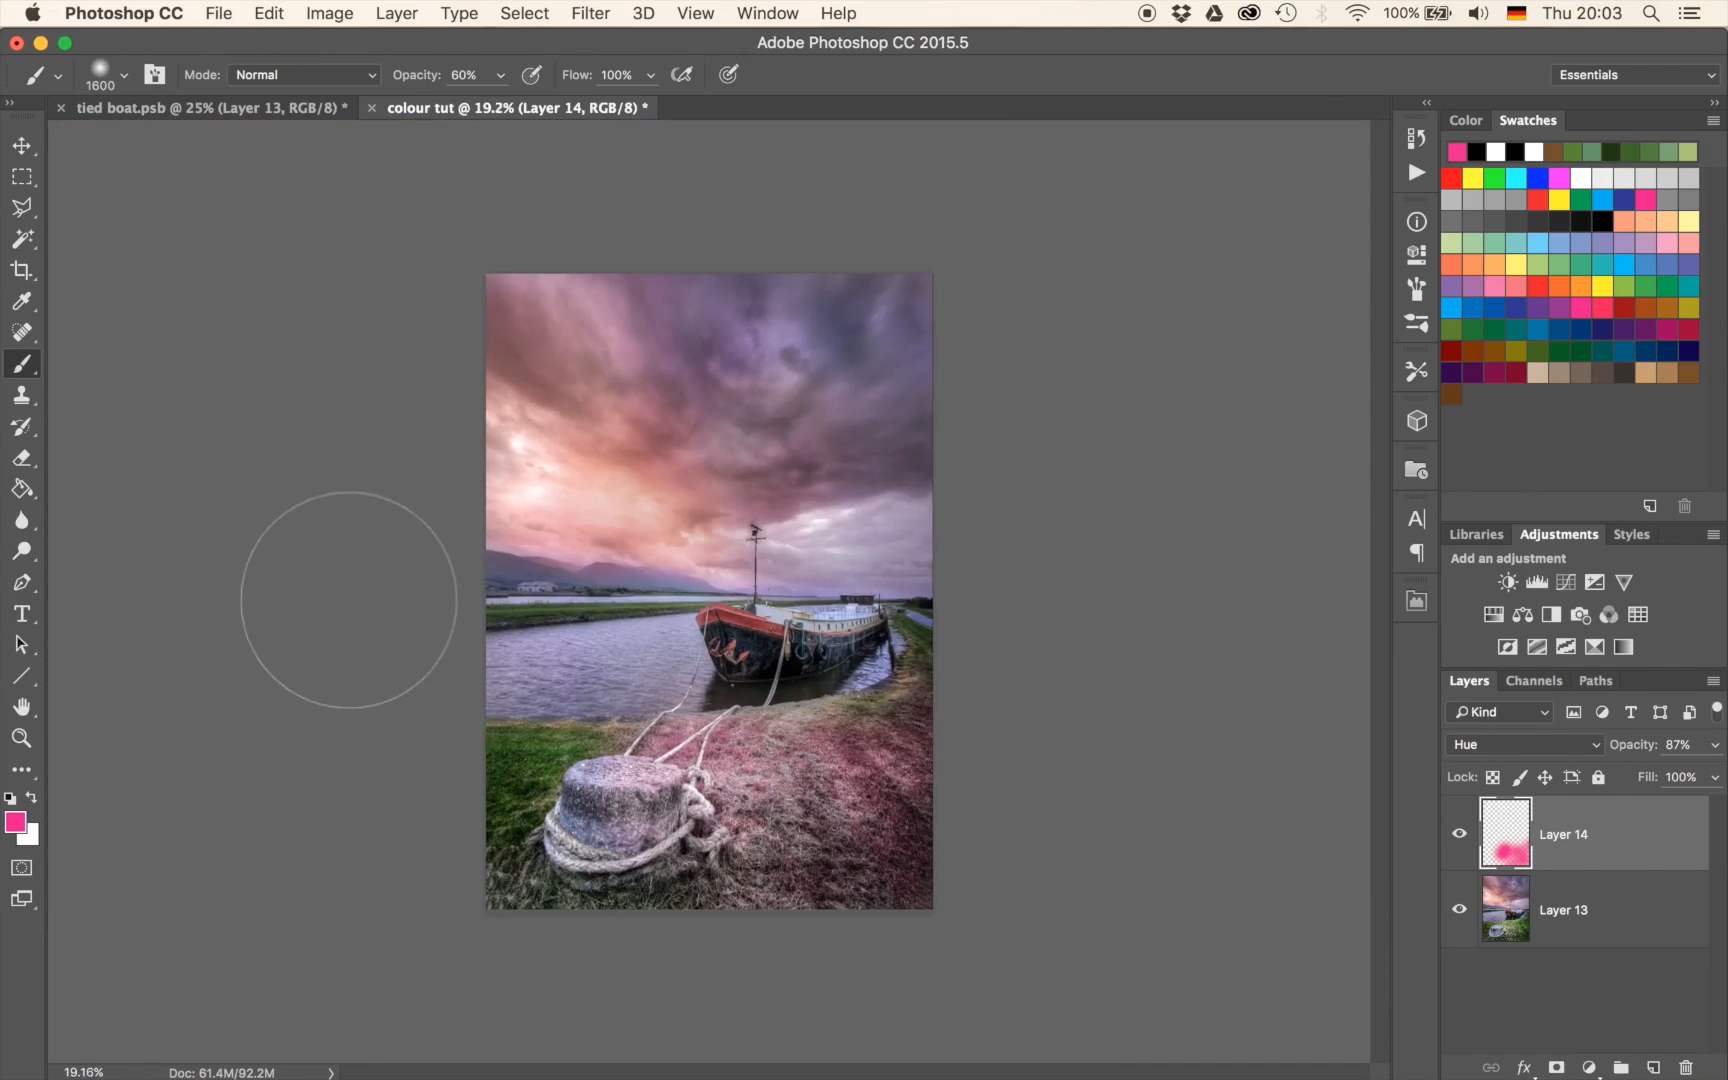 Photoshop CC File Edit Image Layer Type Select Filter 3D View Window Help 100% Thu 20:03
Adobe Photoshop CC 2015.5
1600 Mode: Normal Opacity: 60% Flow: 100% Essentials
tied boat.psb @ 25% (Layer 13, RGB/8) * colour tut @ 19.2% (Layer 14, RGB/8) *
Color Swatches
Libraries Adjustments Styles
Add an adjustment
Layers Channels Paths
Kind
Hue Opacity: 87%
Lock: Fill: 100%
Layer 14
Layer 13
19.16% Doc: 61.4M/92.2M